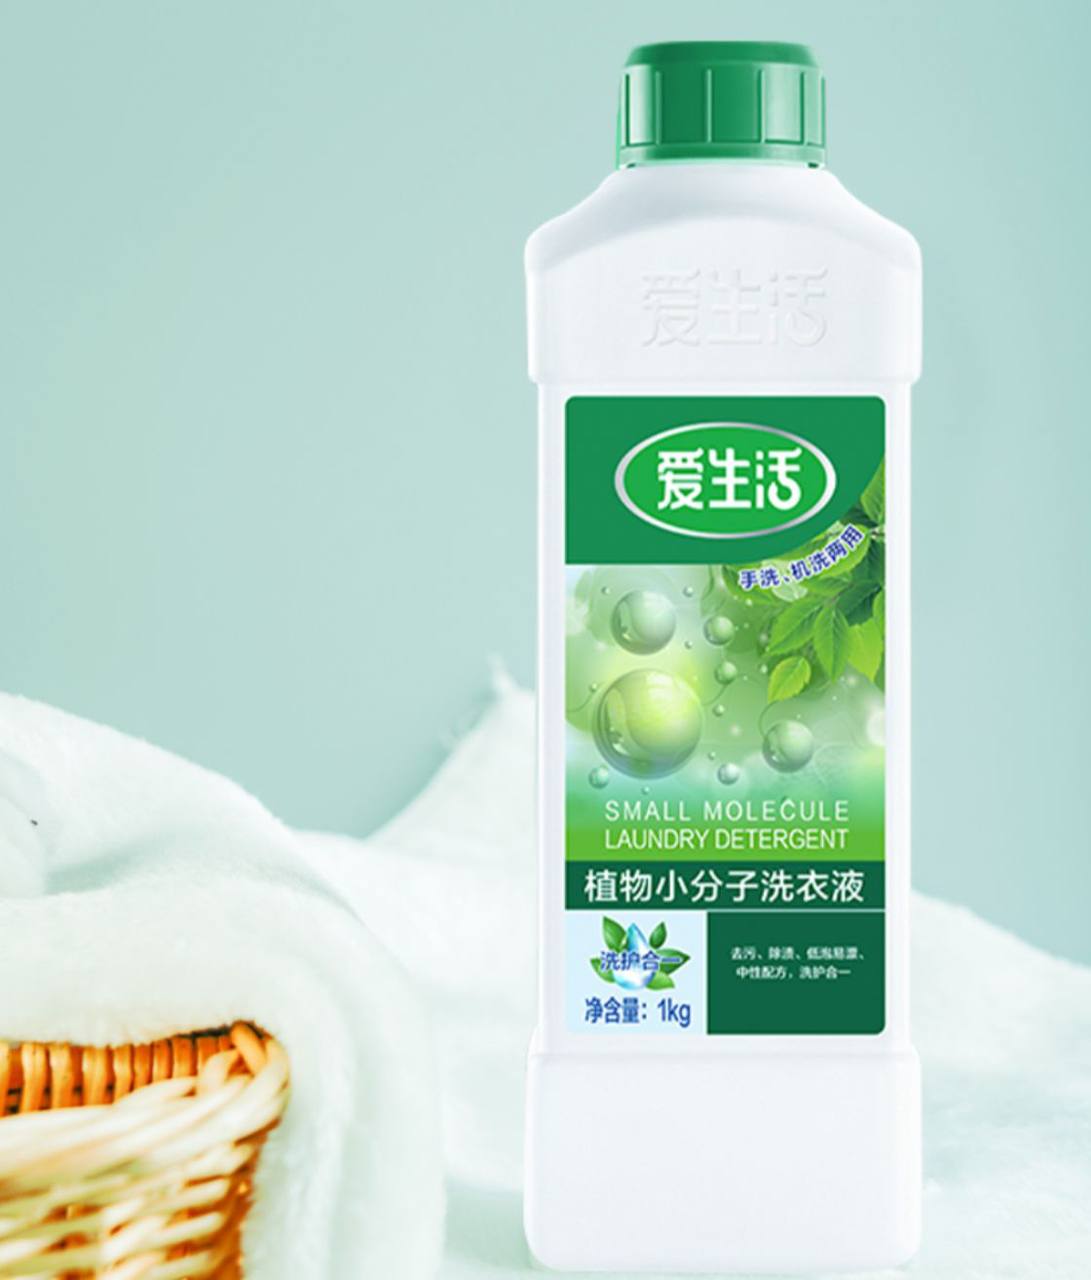 爱生活
爱生活
手洗、机洗两用
SMALL MOLECULE
LAUNDRY DETERGENT
植物小分子洗衣液
洗护合一
净含量：1kg
去污、除渍、低泡易漂、
中性配方，洗护合一